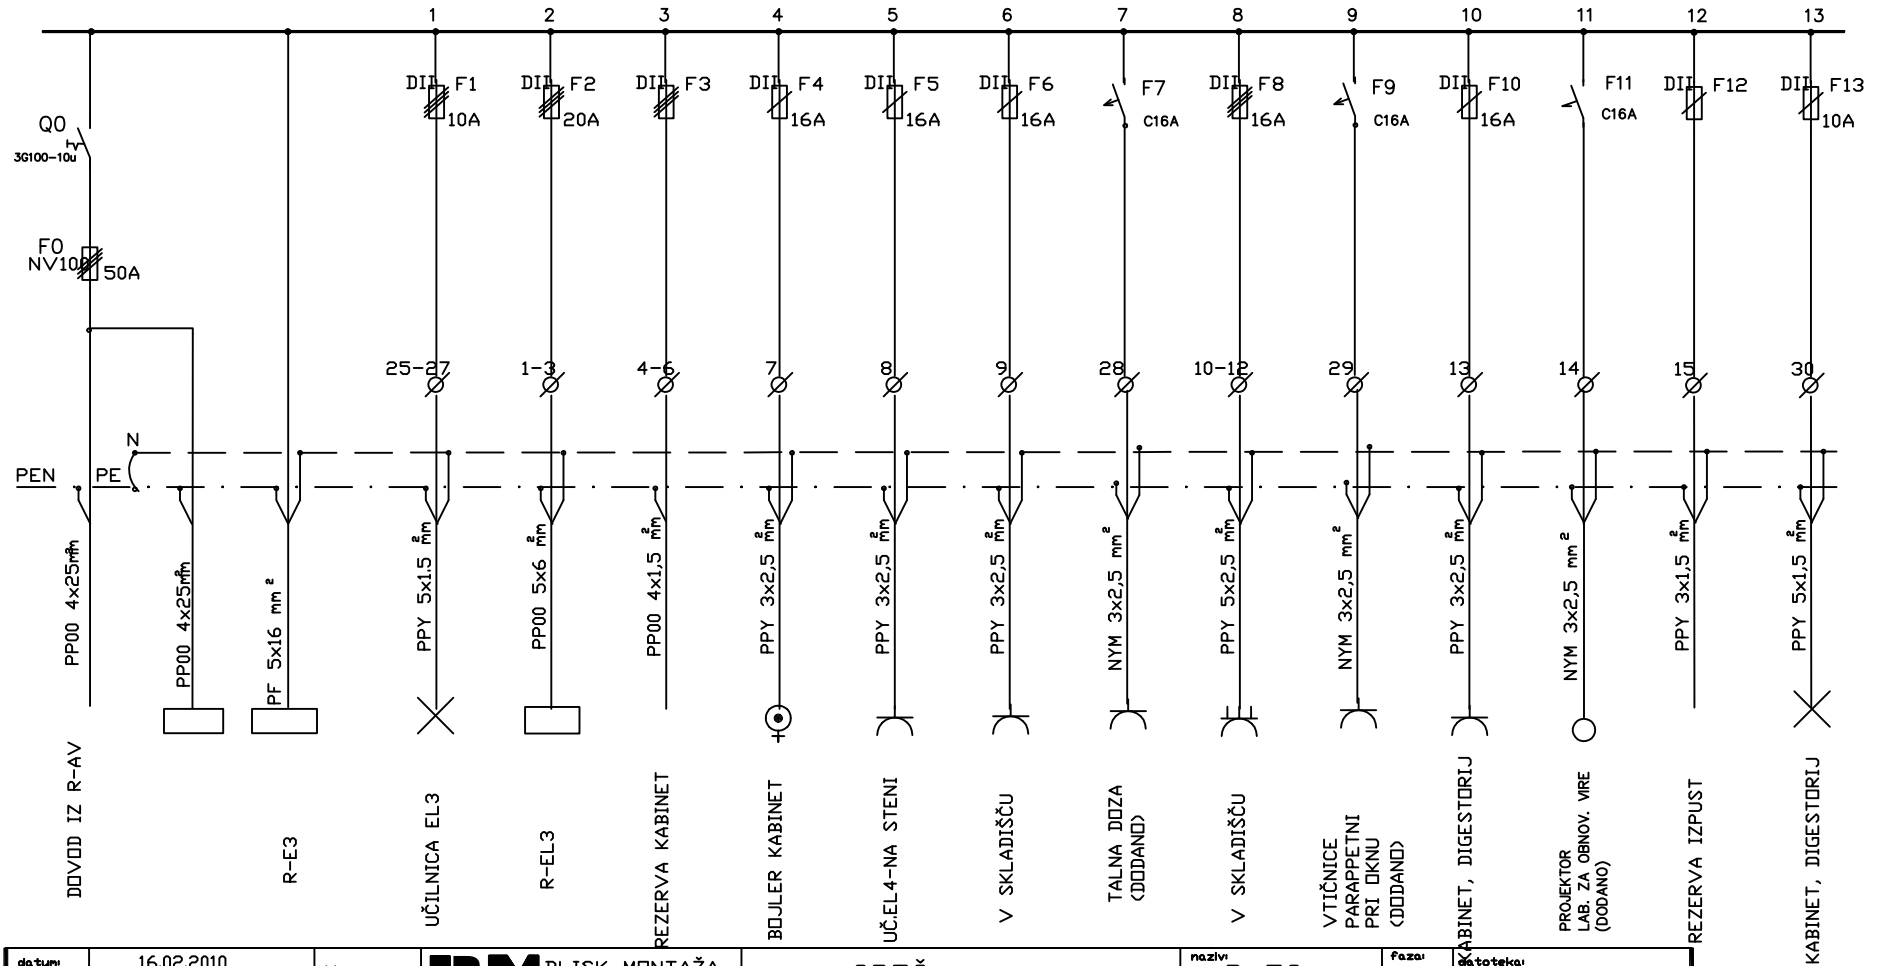 1 2 3 4 5 6 7 8 9 10 11 12 13
DII F1
10A
DII F2
20A
DII F3
DII F4
16A
DII F5
16A
DII F6
16A
F7
C16A
DII F8
16A
F9
C16A
DII F10
16A
F11
C16A
DII F12
DII F13
10A
Q0
3G100-10u
F0
NV100
50A
25-27 1-3 4-6 7 8 9 28 10-12 29 13 14 15 30
N
PEN PE
PP00 4x25mm²
PP00 4x25mm²
PF 5x16 mm²
PPY 5x1.5 mm²
PP00 5x6 mm²
PP00 4x1,5 mm²
PPY 3x2,5 mm²
PPY 3x2,5 mm²
PPY 3x2,5 mm²
NYM 3x2,5 mm²
PPY 5x2,5 mm²
NYM 3x2,5 mm²
PPY 3x2,5 mm²
NYM 3x2,5 mm²
PPY 3x1,5 mm²
PPY 5x1,5 mm²
DOVOD IZ R-AV
R-E3
UČILNICA EL3
R-EL3
REZERVA KABINET
BOJLER KABINET
UČ.EL4-NA STENI
V SKLADIŠČU
TALNA DOZA
(DODANO)
V SKLADIŠČU
VTIČNICE
PARAPPETNI
PRI OKNU
(DODANO)
KABINET, DIGESTORIJ
PROJEKTOR
LAB. ZA OBNOV. VIRE
(DODANO)
REZERVA IZPUST
KABINET, DIGESTORIJ
datum: 16.02.2010
BLISK MONTAŽA
naziv:
faza:
datoteka: